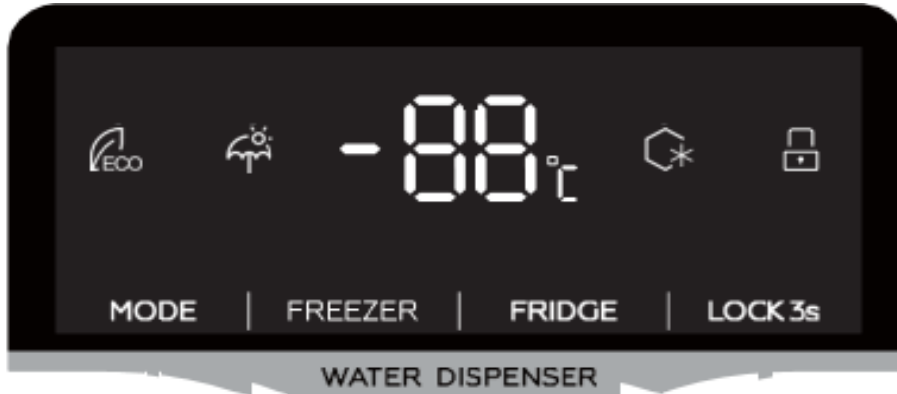 ECO -88°C
MODE FREEZER FRIDGE LOCK 3s
WATER DISPENSER